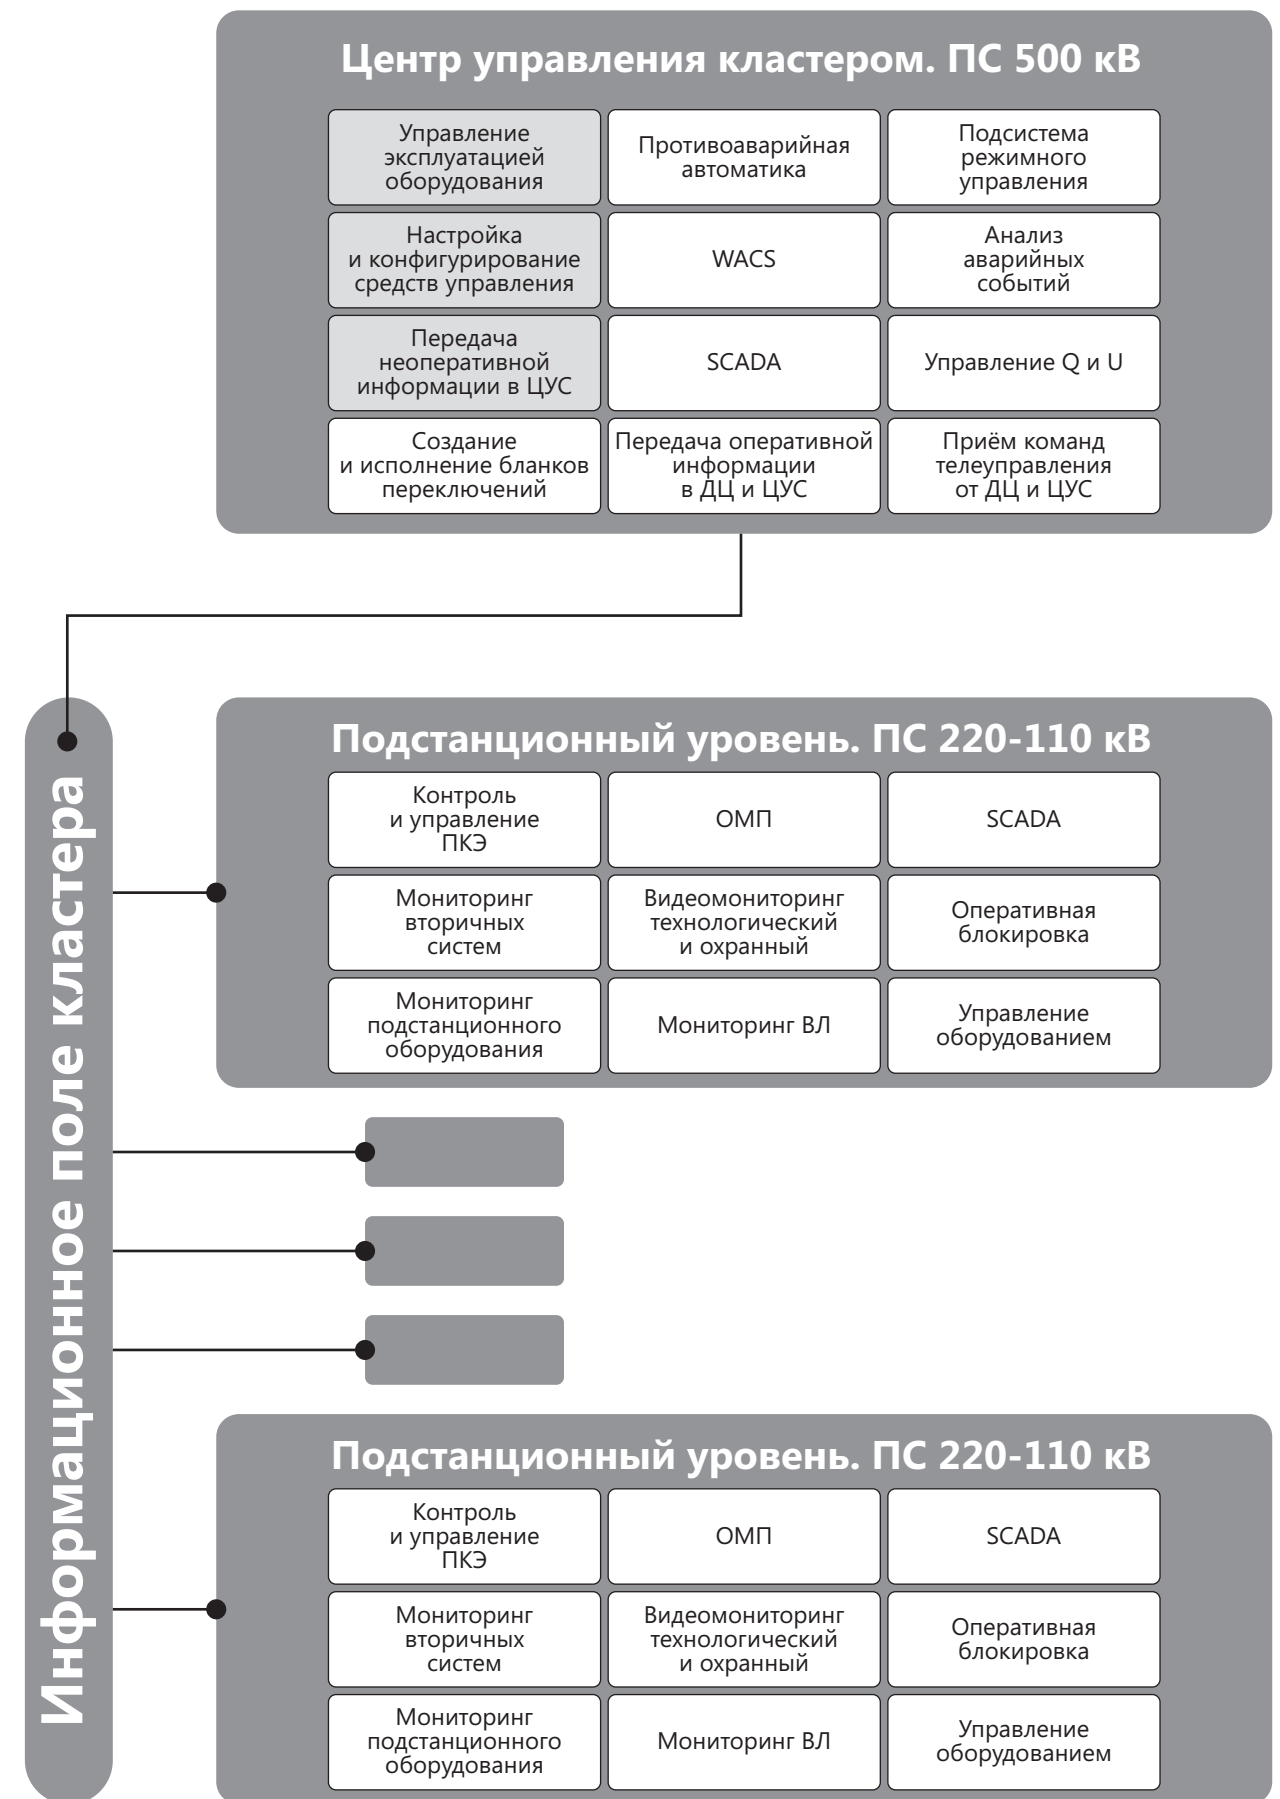 Центр управления кластером. ПС 500 кВ
Управление
эксплуатацией
оборудования
Противоаварийная
автоматика
Подсистема
режимного
управления
Настройка
и конфигурирование
средств управления
WACS
Анализ
аварийных
событий
Передача
неоперативной
информации в ЦУС
SCADA
Управление Q и U
Создание
и исполнение бланков
переключений
Передача оперативной
информации
в ДЦ и ЦУС
Приём команд
телеуправления
от ДЦ и ЦУС
Информационное поле кластера
Подстанционный уровень. ПС 220-110 кВ
Контроль
и управление
ПКЭ
ОМП
SCADA
Мониторинг
вторичных
систем
Видеомониторинг
технологический
и охранный
Оперативная
блокировка
Мониторинг
подстанционного
оборудования
Мониторинг ВЛ
Управление
оборудованием
Подстанционный уровень. ПС 220-110 кВ
Контроль
и управление
ПКЭ
ОМП
SCADA
Мониторинг
вторичных
систем
Видеомониторинг
технологический
и охранный
Оперативная
блокировка
Мониторинг
подстанционного
оборудования
Мониторинг ВЛ
Управление
оборудованием